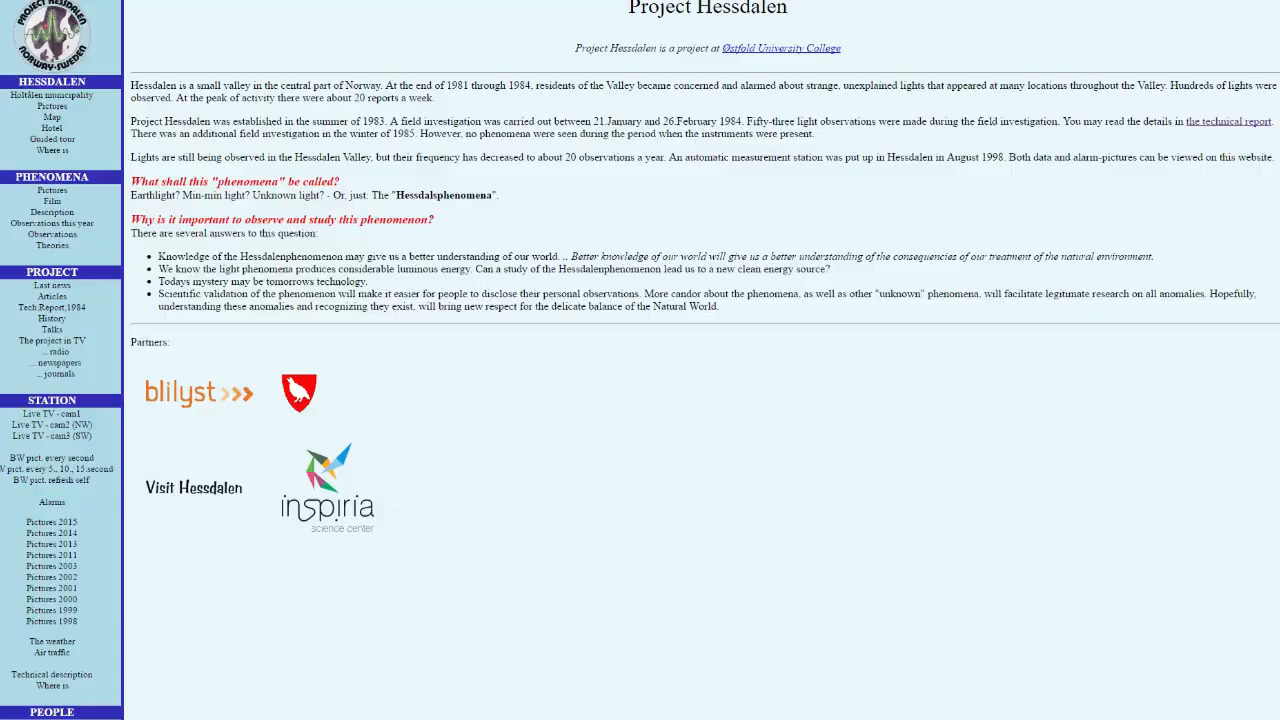 PROJECT HESSDALEN
NORWAY-SWEDEN
HESSDALEN
Holtålen municipality
Pictures
Map
Hotel
Guided tour
Where is
PHENOMENA
Pictures
Film
Description
Observations this year
Observations.
Theories
PROJECT
Last news
Articles
Tech.Report,1984
History
Talks
The project in TV
... radio
... newspapers
... journals
STATION
Live TV - cam1
Live TV - cam2 (NW)
Live TV - cam3 (SW)
BW pict. every second
W pict. every 5., 10., 15.second
BW pict. refresh self
Alarms
Pictures 2015
Pictures 2014
Pictures 2013
Pictures 2011
Pictures 2003
Pictures 2002
Pictures 2001
Pictures 2000
Pictures 1999
Pictures 1998
The weather
Air traffic
Technical description
Where is
PEOPLE
Project Hessdalen
Project Hessdalen is a project at Østfold University College
Hessdalen is a small valley in the central part of Norway. At the end of 1981 through 1984, residents of the Valley became concerned and alarmed about strange, unexplained lights that appeared at many locations throughout the Valley. Hundreds of lights were
observed. At the peak of activity there were about 20 reports a week.
Project Hessdalen was established in the summer of 1983. A field investigation was carried out between 21.January and 26.February 1984. Fifty-three light observations were made during the field investigation. You may read the details in the technical report.
There was an additional field investigation in the winter of 1985. However, no phenomena were seen during the period when the instruments were present.
Lights are still being observed in the Hessdalen Valley, but their frequency has decreased to about 20 observations a year. An automatic measurement station was put up in Hessdalen in August 1998. Both data and alarm-pictures can be viewed on this website.
What shall this "phenomena" be called?
Earthlight? Min-min light? Unknown light? - Or, just: The "Hessdalsphenomena".
Why is it important to observe and study this phenomenon?
There are several answers to this question:
• Knowledge of the Hessdalenphenomenon may give us a better understanding of our world. .. Better knowledge of our world will give us a better understanding of the consequences of our treatment of the natural environment.
• We know the light phenomena produces considerable luminous energy. Can a study of the Hessdalenphenomenon lead us to a new clean energy source?
• Todays mystery may be tomorrows technology.
• Scientific validation of the phenomenon will make it easier for people to disclose their personal observations. More candor about the phenomena, as well as other "unknown" phenomena, will facilitate legitimate research on all anomalies. Hopefully,
understanding these anomalies and recognizing they exist, will bring new respect for the delicate balance of the Natural World.
Partners:
blilyst
Visit Hessdalen
inspiria
science center